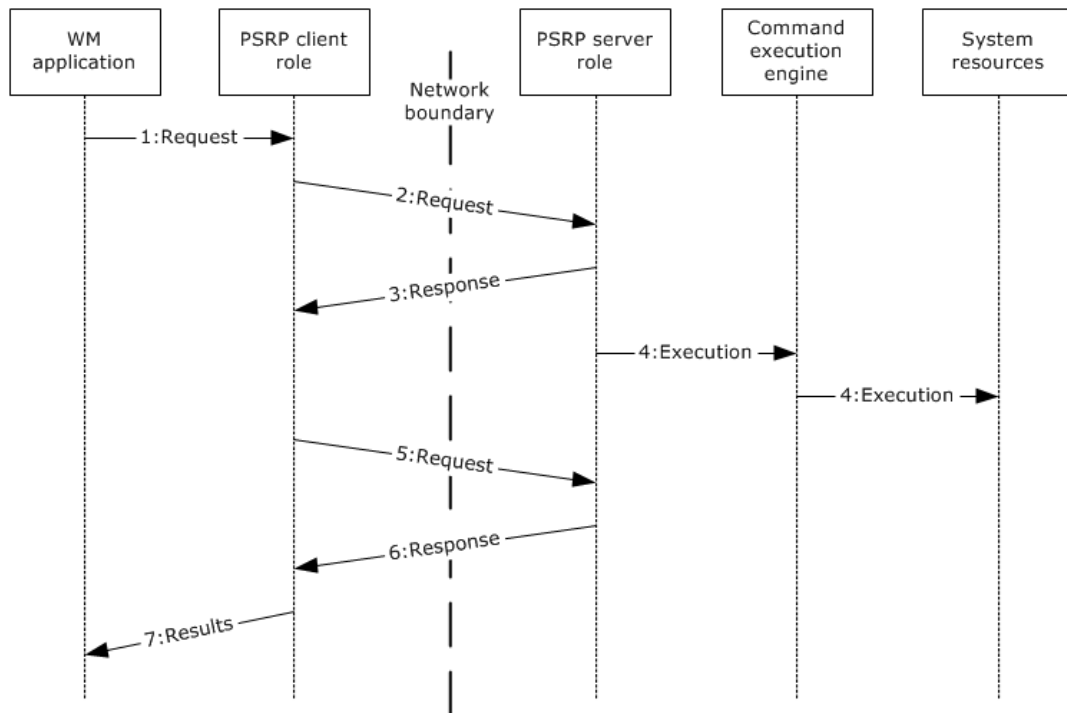 WM
application
PSRP client
role
Network
boundary
PSRP server
role
Command
execution
engine
System
resources
1:Request
2:Request
3:Response
4:Execution
4:Execution
5:Request
6:Response
7:Results